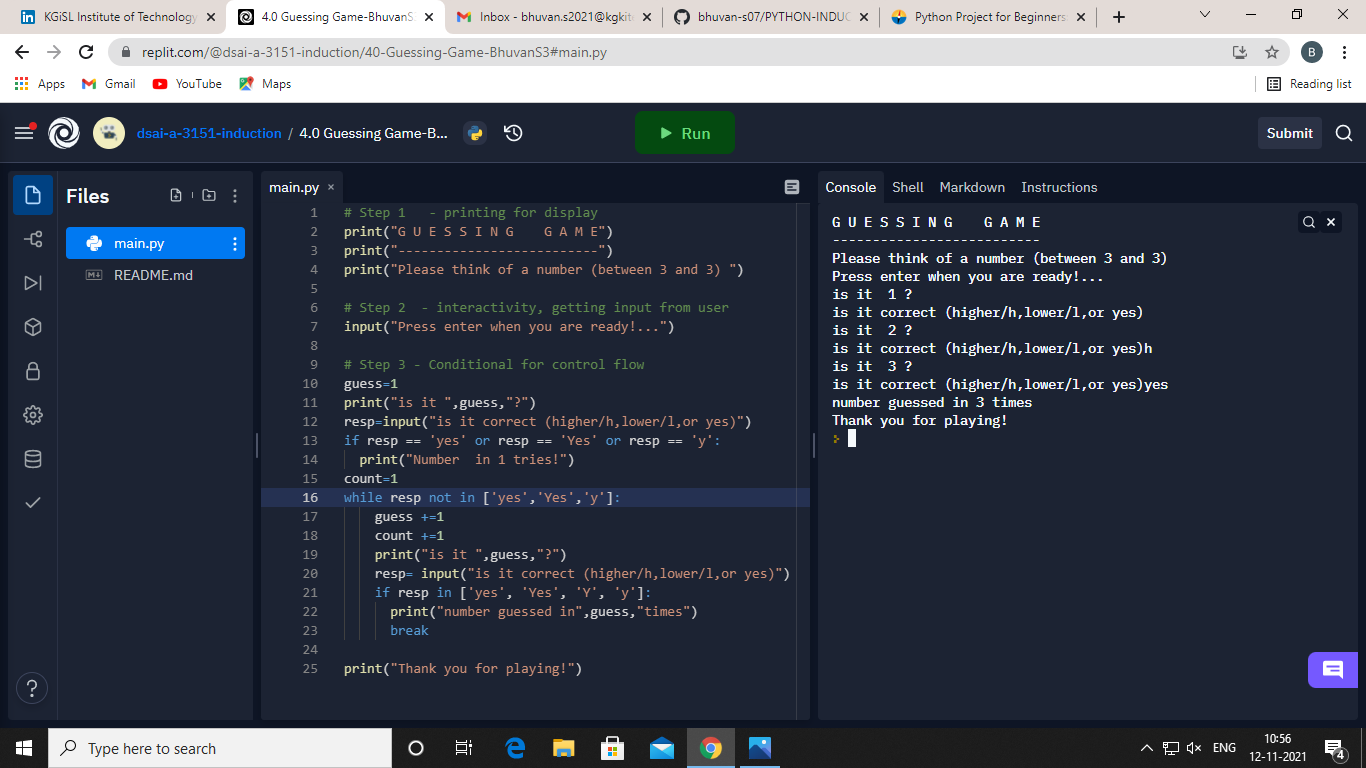 KGiSL Institute of Technology
4.0 Guessing Game-BhuvanS
Inbox - bhuvan.s2021@kgkite
bhuvan-s07/PYTHON-INDUC
Python Project for Beginners
replit.com/@dsai-a-3151-induction/40-Guessing-Game-BhuvanS3#main.py
B
Apps
Gmail
YouTube
Maps
Reading list
dsai-a-3151-induction / 4.0 Guessing Game-B...
Run
Submit
Files
main.py
README.md
main.py
1 # Step 1   - printing for display
2 print("G U E S S I N G    G A M E")
3 print("--------------------------")
4 print("Please think of a number (between 3 and 3) ")
5
6 # Step 2  - interactivity, getting input from user
7 input("Press enter when you are ready!...")
8
9 # Step 3 - Conditional for control flow
10 guess=1
11 print("is it ",guess,"?")
12 resp=input("is it correct (higher/h,lower/l,or yes)")
13 if resp == 'yes' or resp == 'Yes' or resp == 'y':
14   print("Number  in 1 tries!")
15 count=1
16 while resp not in ['yes','Yes','y']:
17     guess +=1
18     count +=1
19     print("is it ",guess,"?")
20     resp= input("is it correct (higher/h,lower/l,or yes)")
21     if resp in ['yes', 'Yes', 'Y', 'y']:
22       print("number guessed in",guess,"times")
23       break
24
25 print("Thank you for playing!")
Console
Shell
Markdown
Instructions
G U E S S I N G    G A M E
--------------------------
Please think of a number (between 3 and 3)
Press enter when you are ready!...
is it  1 ?
is it correct (higher/h,lower/l,or yes)
is it  2 ?
is it correct (higher/h,lower/l,or yes)h
is it  3 ?
is it correct (higher/h,lower/l,or yes)yes
number guessed in 3 times
Thank you for playing!
?
Type here to search
ENG
10:56
12-11-2021
4